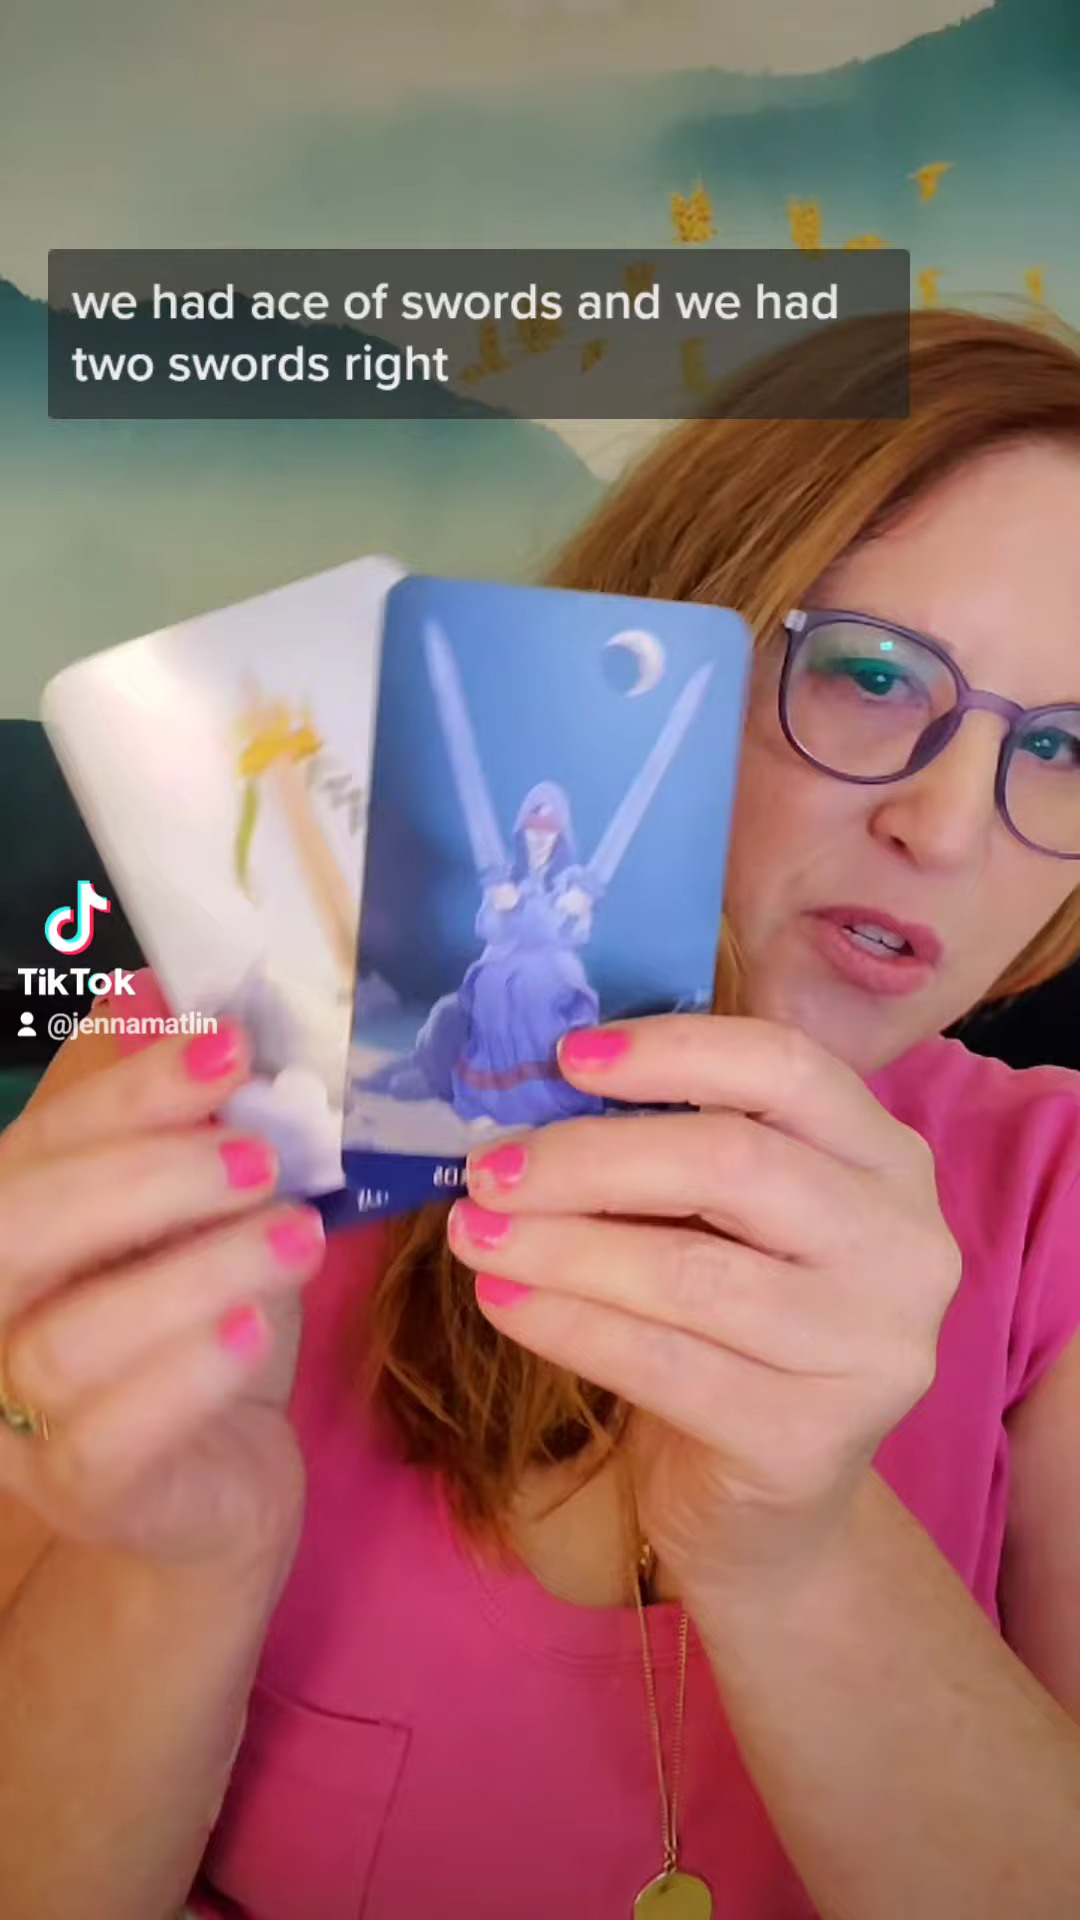 we had ace of swords and we had
two swords right
TikTok
@jennamatlin